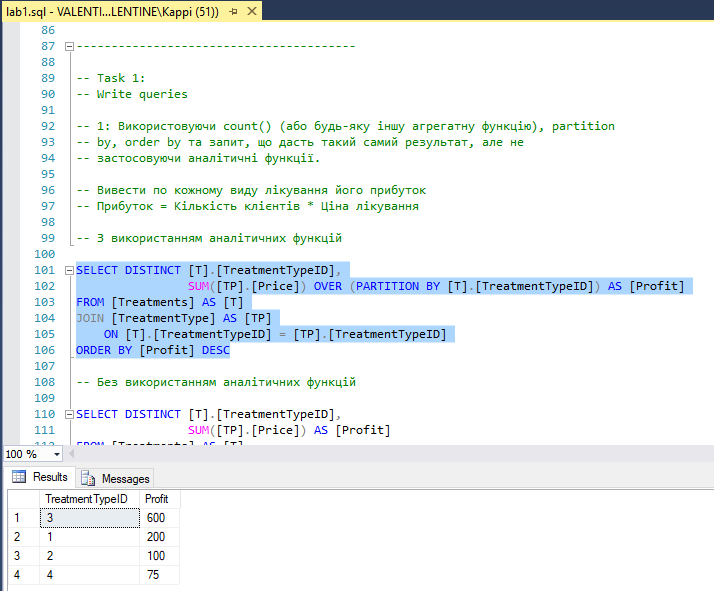 lab1.sql - VALENTI...LENTINE\Kappi (51))
86
87 ----------------------------------------
88
89 -- Task 1:
90 -- Write queries
91
92 -- 1: Використовуючи count() (або будь-яку іншу агрегатну функцію), partition
93 -- by, order by та запит, що дасть такий самий результат, але не
94 -- застосовуючи аналітичні функції.
95
96 -- Вивести по кожному виду лікування його прибуток
97 -- Прибуток = Кількість клієнтів * Ціна лікування
98
99 -- З використанням аналітичних функцій
100
101 SELECT DISTINCT [T].[TreatmentTypeID],
102 SUM([TP].[Price]) OVER (PARTITION BY [T].[TreatmentTypeID]) AS [Profit]
103 FROM [Treatments] AS [T]
104 JOIN [TreatmentType] AS [TP]
105 ON [T].[TreatmentTypeID] = [TP].[TreatmentTypeID]
106 ORDER BY [Profit] DESC
107
108 -- Без використанням аналітичних функцій
109
110 SELECT DISTINCT [T].[TreatmentTypeID],
111 SUM([TP].[Price]) AS [Profit]
112 FROM [Treatments] AS [T]
100 %
Results Messages
TreatmentTypeID Profit
1 3 600
2 1 200
3 2 100
4 4 75